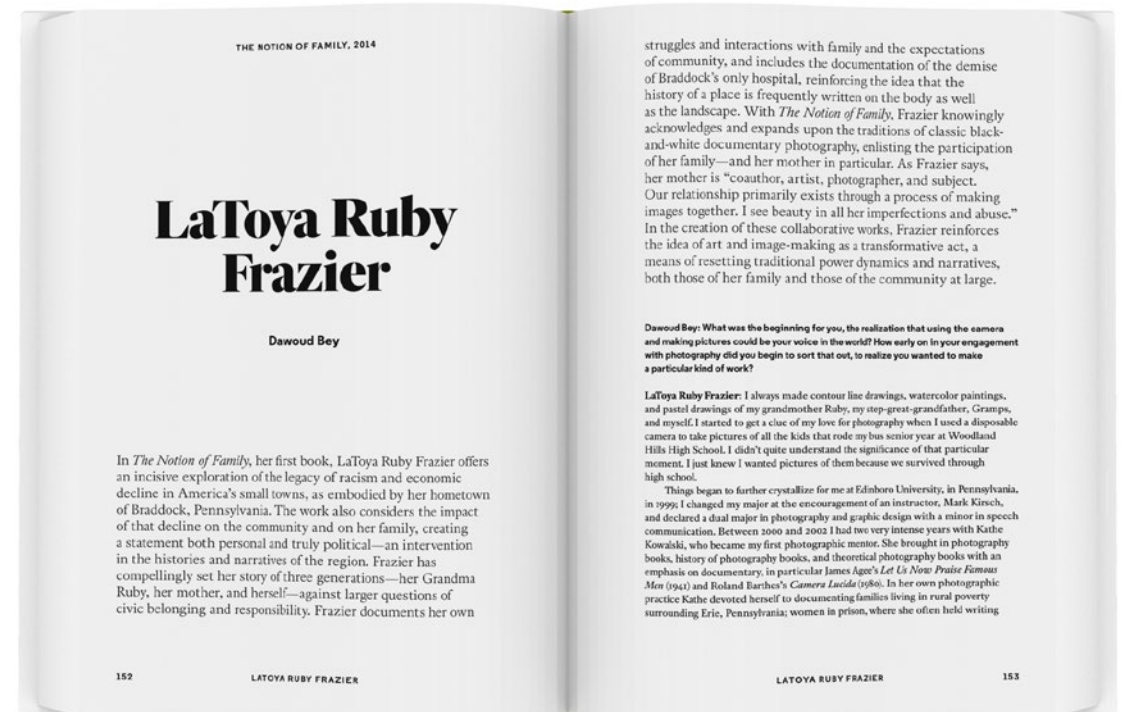 THE NOTION OF FAMILY, 2014
LaToya Ruby
Frazier
Dawoud Bey
In The Notion of Family, her first book, LaToya Ruby Frazier offers
an incisive exploration of the legacy of racism and economic
decline in America's small towns, as embodied by her hometown
of Braddock, Pennsylvania. The work also considers the impact
of that decline on the community and on her family, creating
a statement both personal and truly political—an intervention
in the histories and narratives of the region. Frazier has
compellingly set her story of three generations—her Grandma
Ruby, her mother, and herself—against larger questions of
civic belonging and responsibility. Frazier documents her own
152
LATOYA RUBY FRAZIER
struggles and interactions with family and the expectations
of community, and includes the documentation of the demise
of Braddock's only hospital, reinforcing the idea that the
history of a place is frequently written on the body as well
as the landscape. With The Notion of Family, Frazier knowingly
acknowledges and expands upon the traditions of classic black-
and-white documentary photography, enlisting the participation
of her family—and her mother in particular. As Frazier says,
her mother is “coauthor, artist, photographer, and subject.
Our relationship primarily exists through a process of making
images together. I see beauty in all her imperfections and abuse.”
In the creation of these collaborative works, Frazier reinforces
the idea of art and image-making as a transformative act, a
means of resetting traditional power dynamics and narratives,
both those of her family and those of the community at large.
Dawoud Bey: What was the beginning for you, the realization that using the camera
and making pictures could be your voice in the world? How early on in your engagement
with photography did you begin to sort that out, to realize you wanted to make
a particular kind of work?
LaToya Ruby Frazier: I always made contour line drawings, watercolor paintings,
and pastel drawings of my grandmother Ruby, my step-great-grandfather, Gramps,
and myself. I started to get a clue of my love for photography when I used a disposable
camera to take pictures of all the kids that rode my bus senior year at Woodland
Hills High School. I didn't quite understand the significance of that particular
moment. I just knew I wanted pictures of them because we survived through
high school.
Things began to further crystallize for me at Edinboro University, in Pennsylvania,
in 1999; I changed my major at the encouragement of an instructor, Mark Kirsch,
and declared a dual major in photography and graphic design with a minor in speech
communication. Between 2000 and 2002 I had two very intense years with Kathe
Kowalski, who became my first photographic mentor. She brought in photography
books, history of photography books, and theoretical photography books with an
emphasis on documentary, in particular James Agee's Let Us Now Praise Famous
Men (1941) and Roland Barthes's Camera Lucida (1980). In her own photographic
practice Kathe devoted herself to documenting families living in rural poverty
surrounding Erie, Pennsylvania; women in prison, where she often held writing
LATOYA RUBY FRAZIER
153